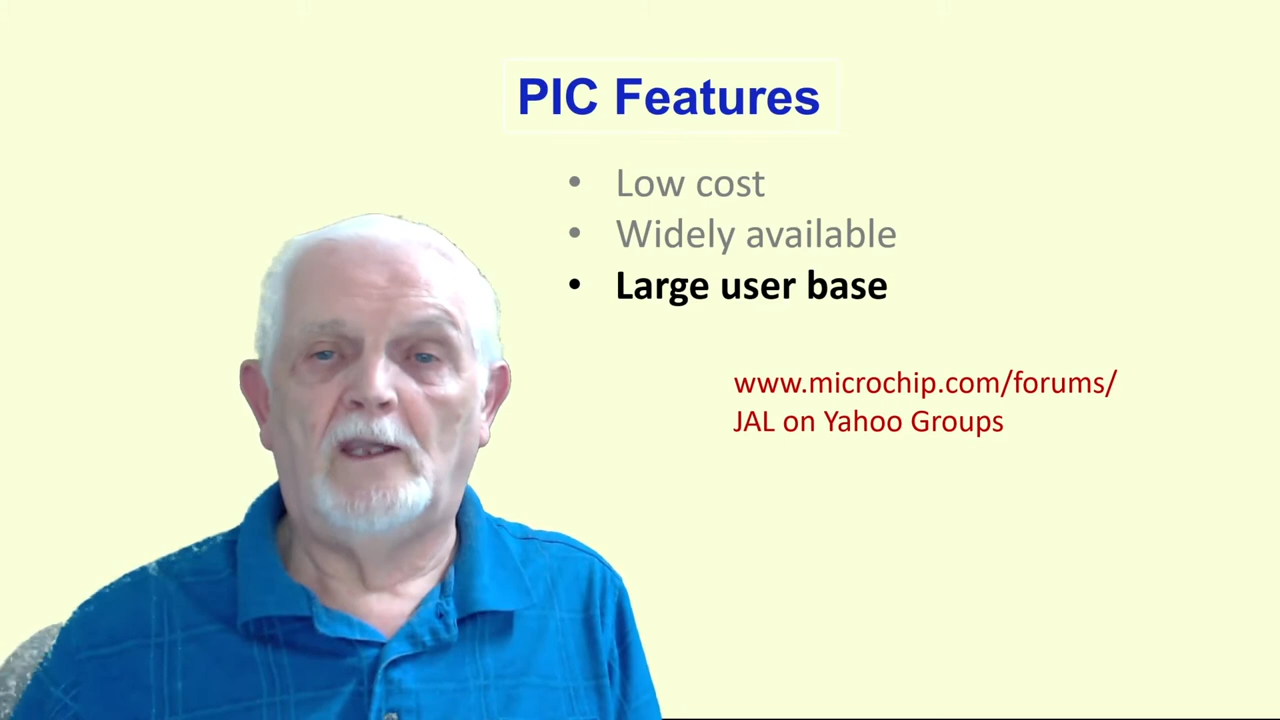 PIC Features
• Low cost
• Widely available
• Large user base
www.microchip.com/forums/
JAL on Yahoo Groups